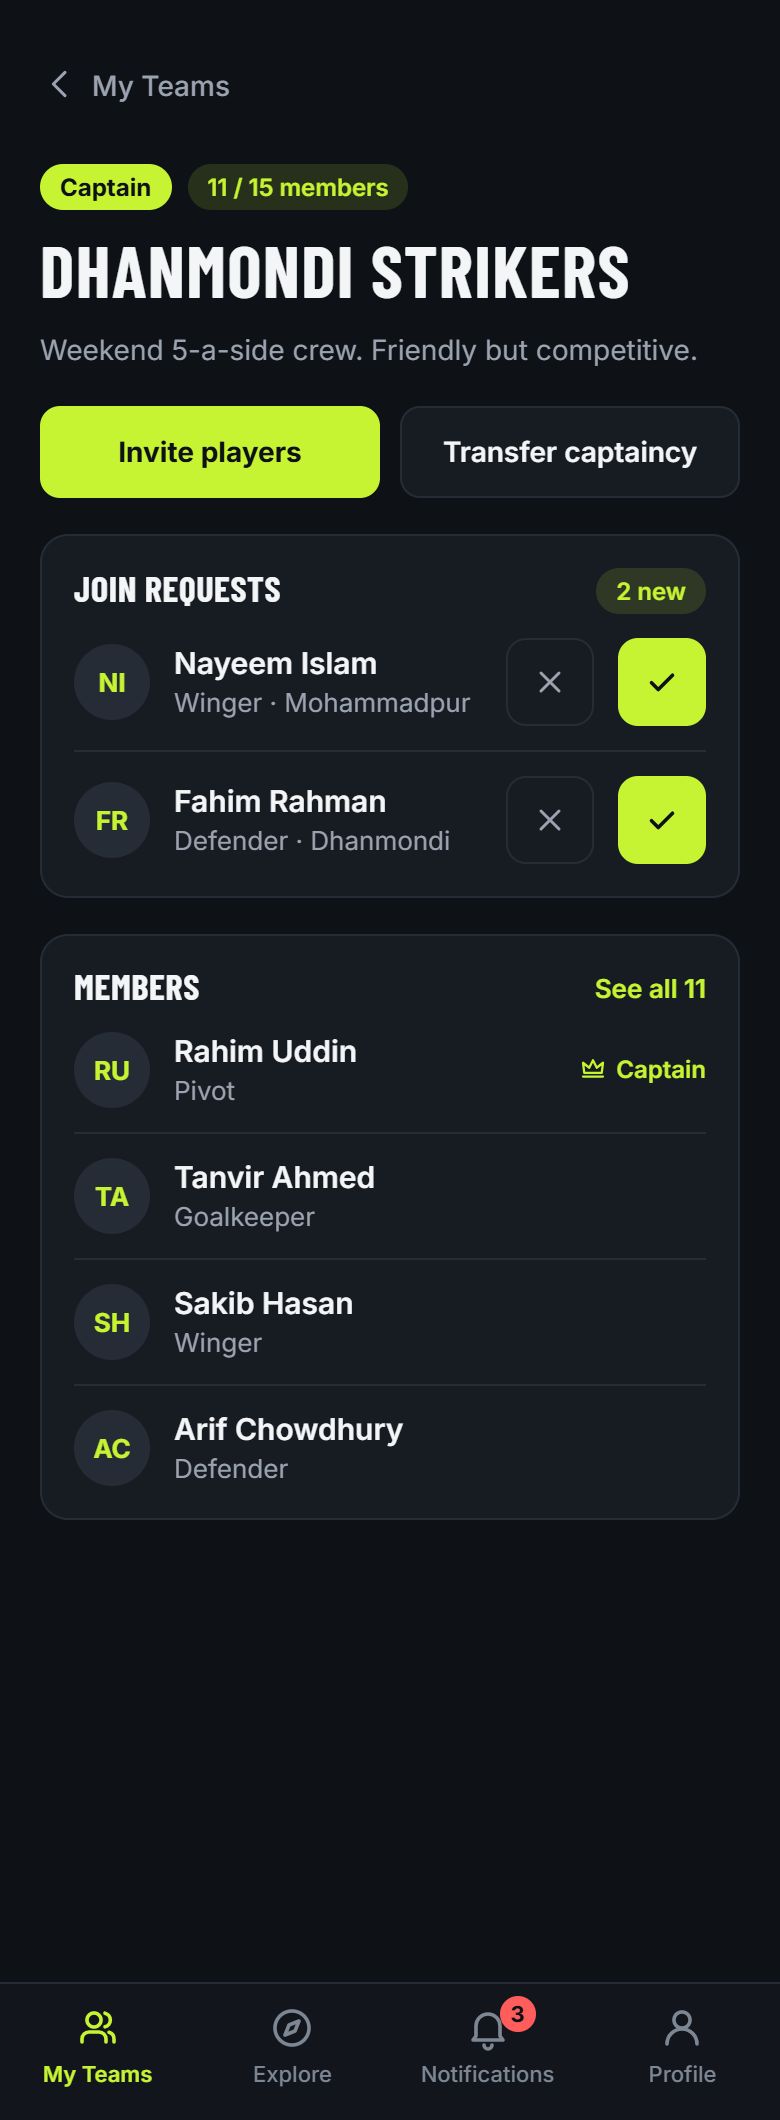 My Teams
Captain
11 / 15 members
DHANMONDI STRIKERS
Weekend 5-a-side crew. Friendly but competitive.
Invite players
Transfer captaincy
JOIN REQUESTS
2 new
NI
Nayeem Islam
Winger · Mohammadpur
FR
Fahim Rahman
Defender · Dhanmondi
MEMBERS
See all 11
RU
Rahim Uddin
Pivot
Captain
TA
Tanvir Ahmed
Goalkeeper
SH
Sakib Hasan
Winger
AC
Arif Chowdhury
Defender
My Teams
Explore
3
Notifications
Profile